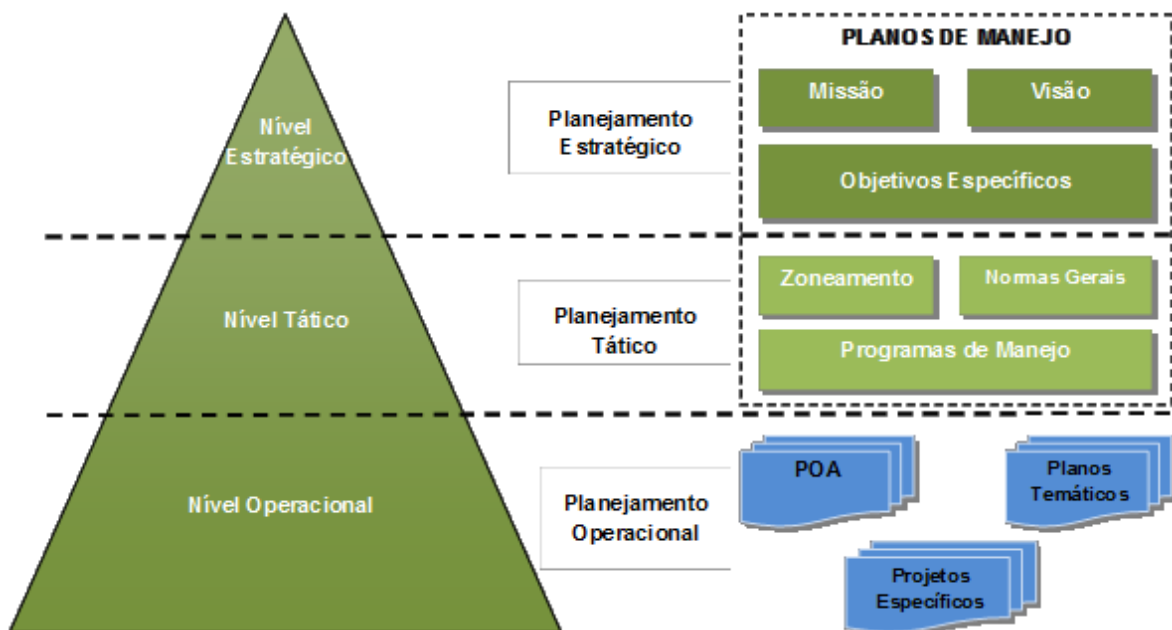 PLANOS DE MANEJO
Missão
Visão
Planejamento
Estratégico
Nível
Estratégico
Objetivos Específicos
Zoneamento
Normas Gerais
Nível Tático
Planejamento
Tático
Programas de Manejo
POA
Planos
Temáticos
Nível Operacional
Planejamento
Operacional
Projetos
Específicos